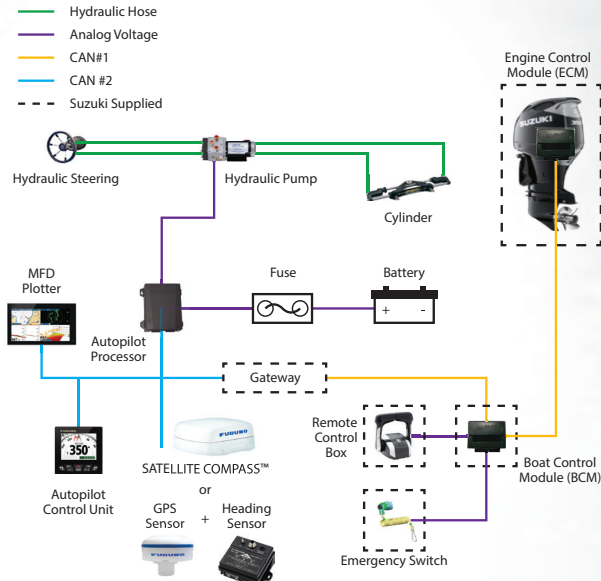 Hydraulic Hose
Analog Voltage
CAN#1
CAN #2
Suzuki Supplied
Engine Control
Module (ECM)
SUZUKI
Hydraulic Steering
Hydraulic Pump
Cylinder
MFD
Plotter
Fuse
Battery
+ -
Autopilot
Processor
Gateway
FURUNO
350°
Remote
Control
Box
SATELLITE COMPASS™
Boat Control
Module (BCM)
Autopilot
Control Unit
or
GPS
Sensor
+
Heading
Sensor
FURUNO
Emergency Switch